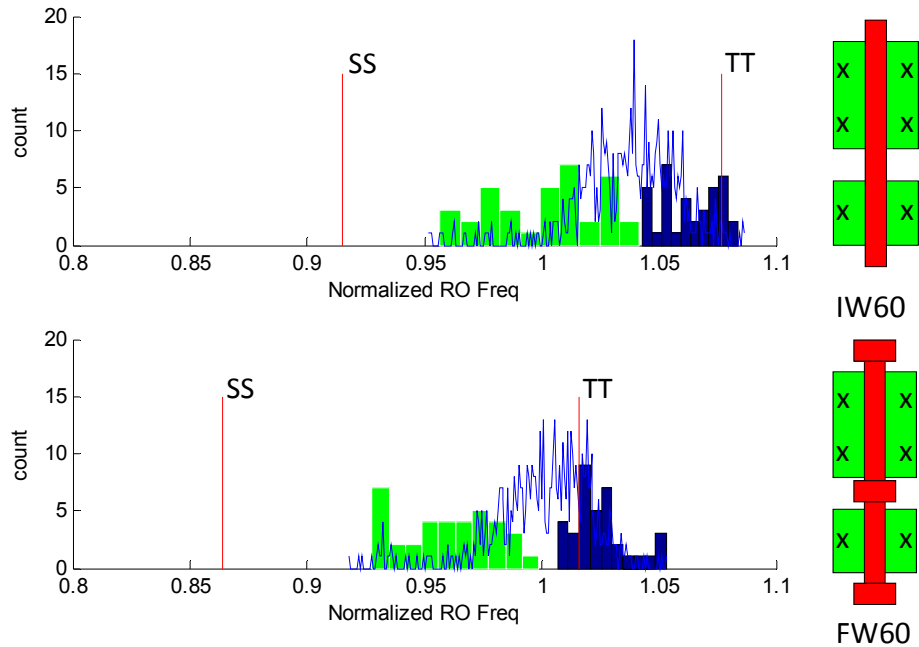 20
15
10
5
0
count
SS
TT
0.8 0.85 0.9 0.95 1 1.05 1.1
Normalized RO Freq
X X
X X
X X
IW60
20
15
10
5
0
count
SS
TT
0.8 0.85 0.9 0.95 1 1.05 1.1
Normalized RO Freq
X X
X X
X X
FW60